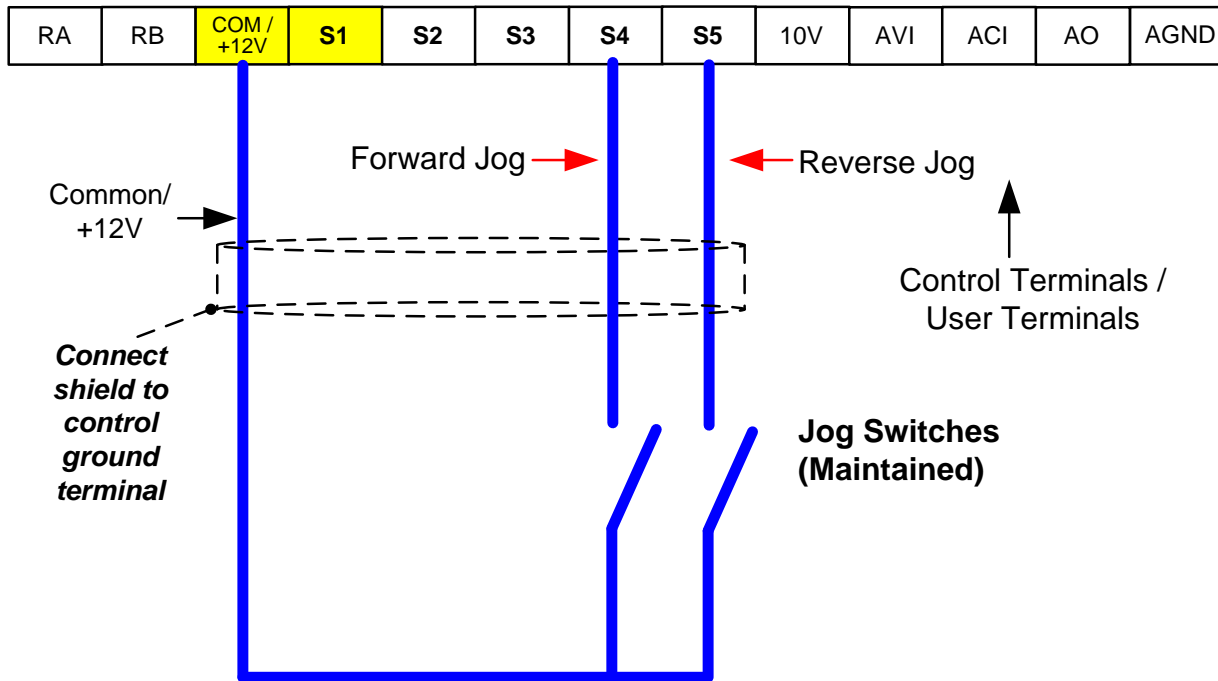 RA RB COM / +12V S1 S2 S3 S4 S5 10V AVI ACI AO AGND
Forward Jog
Reverse Jog
Common/
+12V
Control Terminals /
User Terminals
Connect
shield to
control
ground
terminal
Jog Switches
(Maintained)